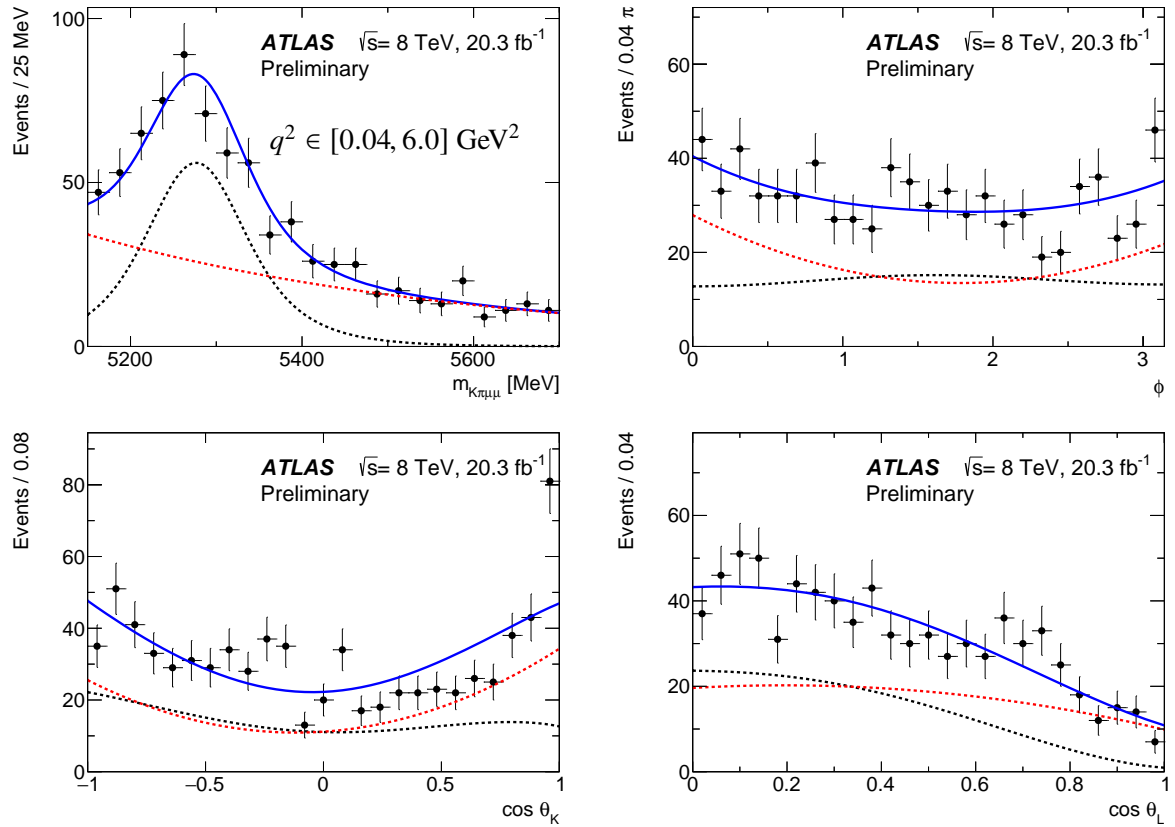 Events / 25 MeV
100
50
0
5200
5400
5600
m_{Kπμμ} [MeV]
ATLAS √s= 8 TeV, 20.3 fb⁻¹
Preliminary
q² ∈ [0.04, 6.0] GeV²
Events / 0.04 π
60
40
20
0
0
1
2
3
ϕ
ATLAS √s= 8 TeV, 20.3 fb⁻¹
Preliminary
Events / 0.08
80
60
40
20
0
−1
−0.5
0
0.5
1
cos θ_K
ATLAS √s= 8 TeV, 20.3 fb⁻¹
Preliminary
Events / 0.04
60
40
20
0
0
0.2
0.4
0.6
0.8
1
cos θ_L
ATLAS √s= 8 TeV, 20.3 fb⁻¹
Preliminary